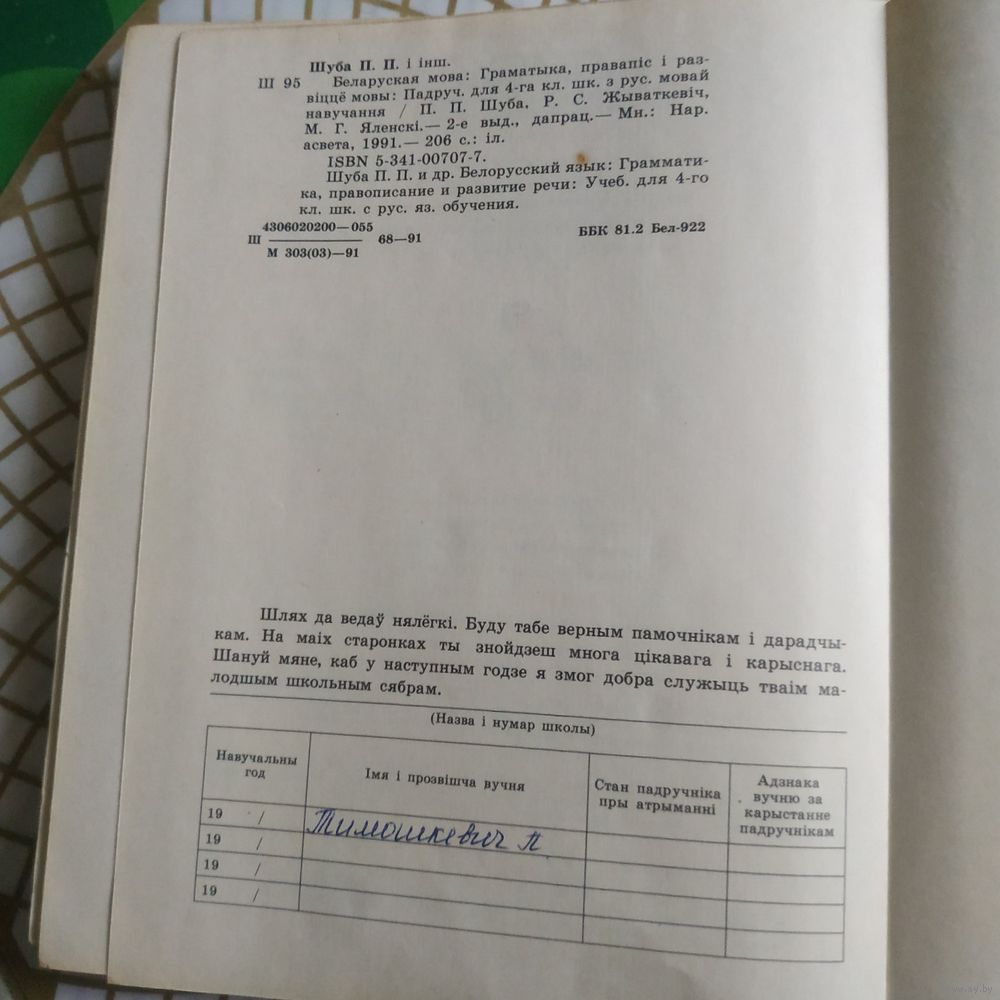 Шуба П. П. і інш.
Ш 95 Беларуская мова: Граматыка, правапіс і раз-
віццё мовы: Падруч. для 4-га кл. шк. з рус. мовай
навучання / П. П. Шуба, Р. С. Жываткевіч,
М. Г. Яленскі.— 2-е выд., дапрац.— Мн.: Нар.
асвета, 1991.— 206 с.: іл.
ISBN 5-341-00707-7.
Шуба П. П. и др. Белорусский язык: Граммати-
ка, правописание и развитие речи: Учеб. для 4-го
кл. шк. с рус. яз. обучения.
4306020200—055
Ш 68—91 ББК 81.2 Бел-922
М 303(03)—91
Шлях да ведаў нялёгкі. Буду табе верным памочнікам і дарадчы-
кам. На маіх старонках ты знойдзеш многа цікавага і карыснага.
Шануй мяне, каб у наступным годзе я змог добра служыць тваім ма-
лодшым школьным сябрам.
(Назва і нумар школы)
Навучальны
год
Імя і прозвішча вучня
Стан падручніка
пры атрыманні
Адзнака
вучню за
карыстанне
падручнікам
19 /
Тимошкевич П
19 /
19 /
19 /
www.ay.by